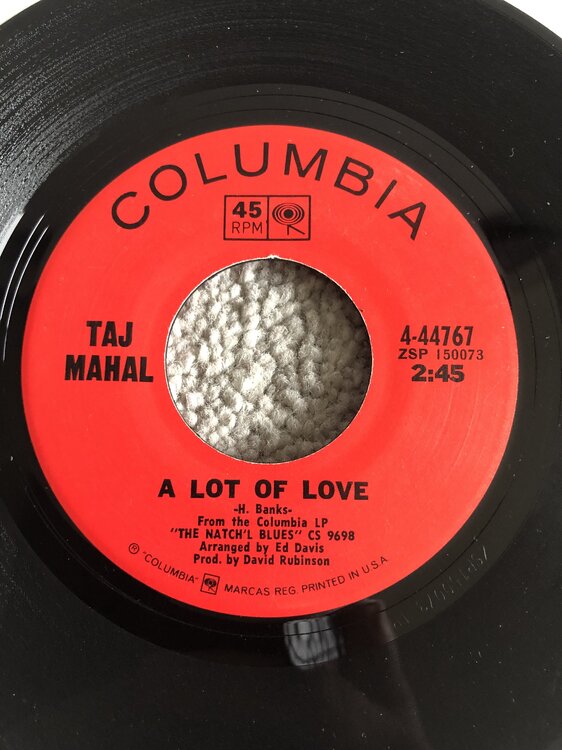 COLUMBIA
45
RPM
TAJ
MAHAL
4-44767
ZSP 150073
2:45
A LOT OF LOVE
-H. Banks-
From the Columbia LP
"THE NATCH'L BLUES" CS 9698
Arranged by Ed Davis
Prod. by David Rubinson
Ⓟ "COLUMBIA" MARCAS REG. PRINTED IN U.S.A.